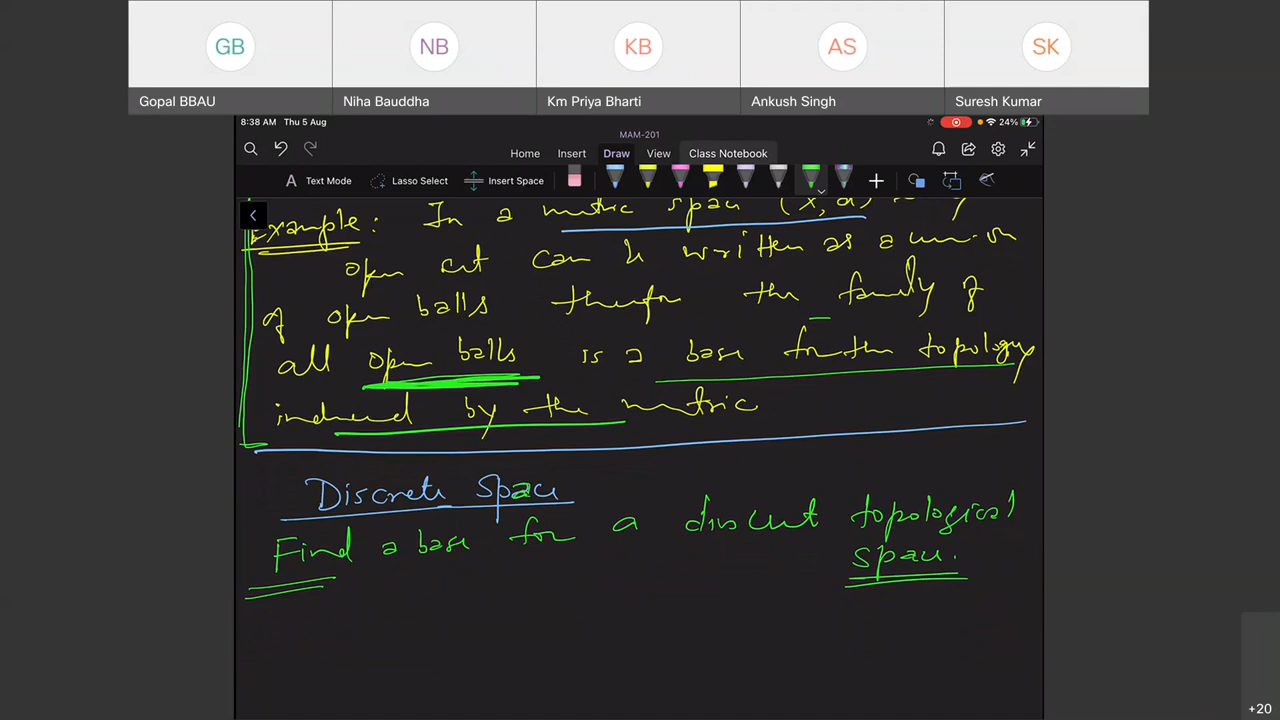 GB NB KB AS SK
Gopal BBAU Niha Bauddha Km Priya Bharti Ankush Singh Suresh Kumar
8:38 AM Thu 5 Aug 24%
MAM-201
Home Insert Draw View Class Notebook
Text Mode Lasso Select Insert Space
Example: In a metric space (X, d)
open set can be written as a union
of open balls therefor the family of
all open balls is a base for the topology
induced by the metric
Discrete Space
Find a base for a discret topological
space.
+20